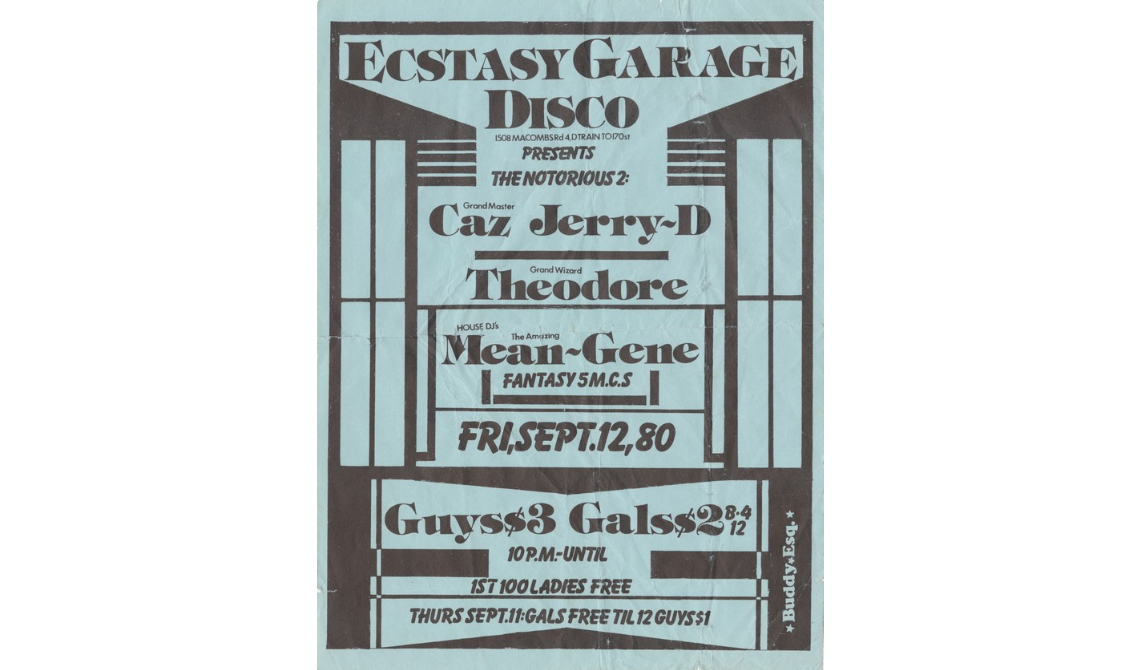 ECSTASY GARAGE
DISCO
1508 MACOMBS Rd 4, D TRAIN TO 170st
PRESENTS
THE NOTORIOUS 2:
Grand Master
Caz Jerry~D
Grand Wizard
Theodore
HOUSE DJ's
The Amazing
Mean~Gene
FANTASY 5 M.C.S
FRI, SEPT. 12, 80
Guys$3 Gals$2 8·4
12
10 P.M.-UNTIL
1ST 100 LADIES FREE
THURS SEPT. 11: GALS FREE TIL 12 GUYS $1
★ Buddy★Esq. ★